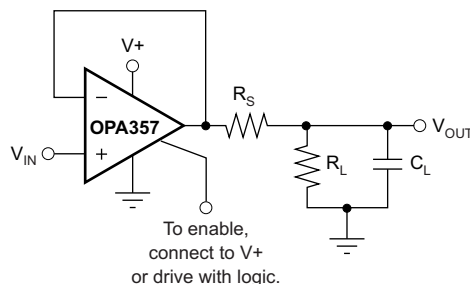 V+
−
OPA357
+
V_IN
R_S
V_OUT
R_L
C_L
To enable,
connect to V+
or drive with logic.